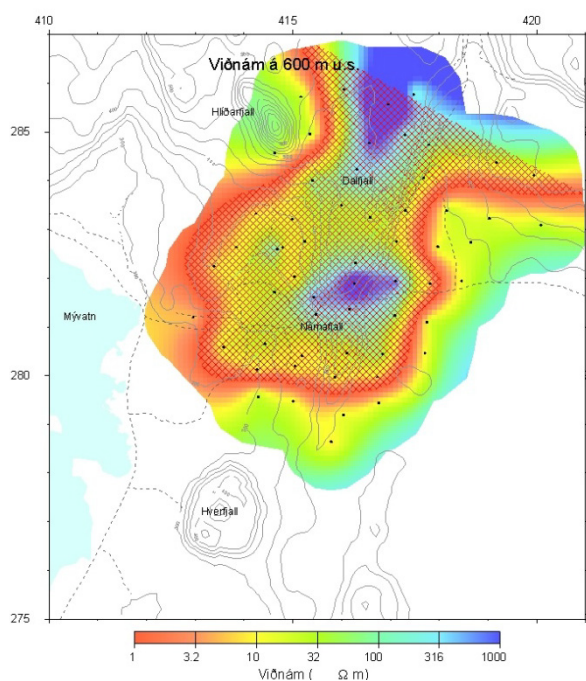 410 415 420
Viðnám á 600 m u.s.
285
Hlíðarfjall
Dalfjall
Mývatn
Námafjall
280
Hverfjall
275
1 3.2 10 32 100 316 1000
Viðnám ( Ω m)